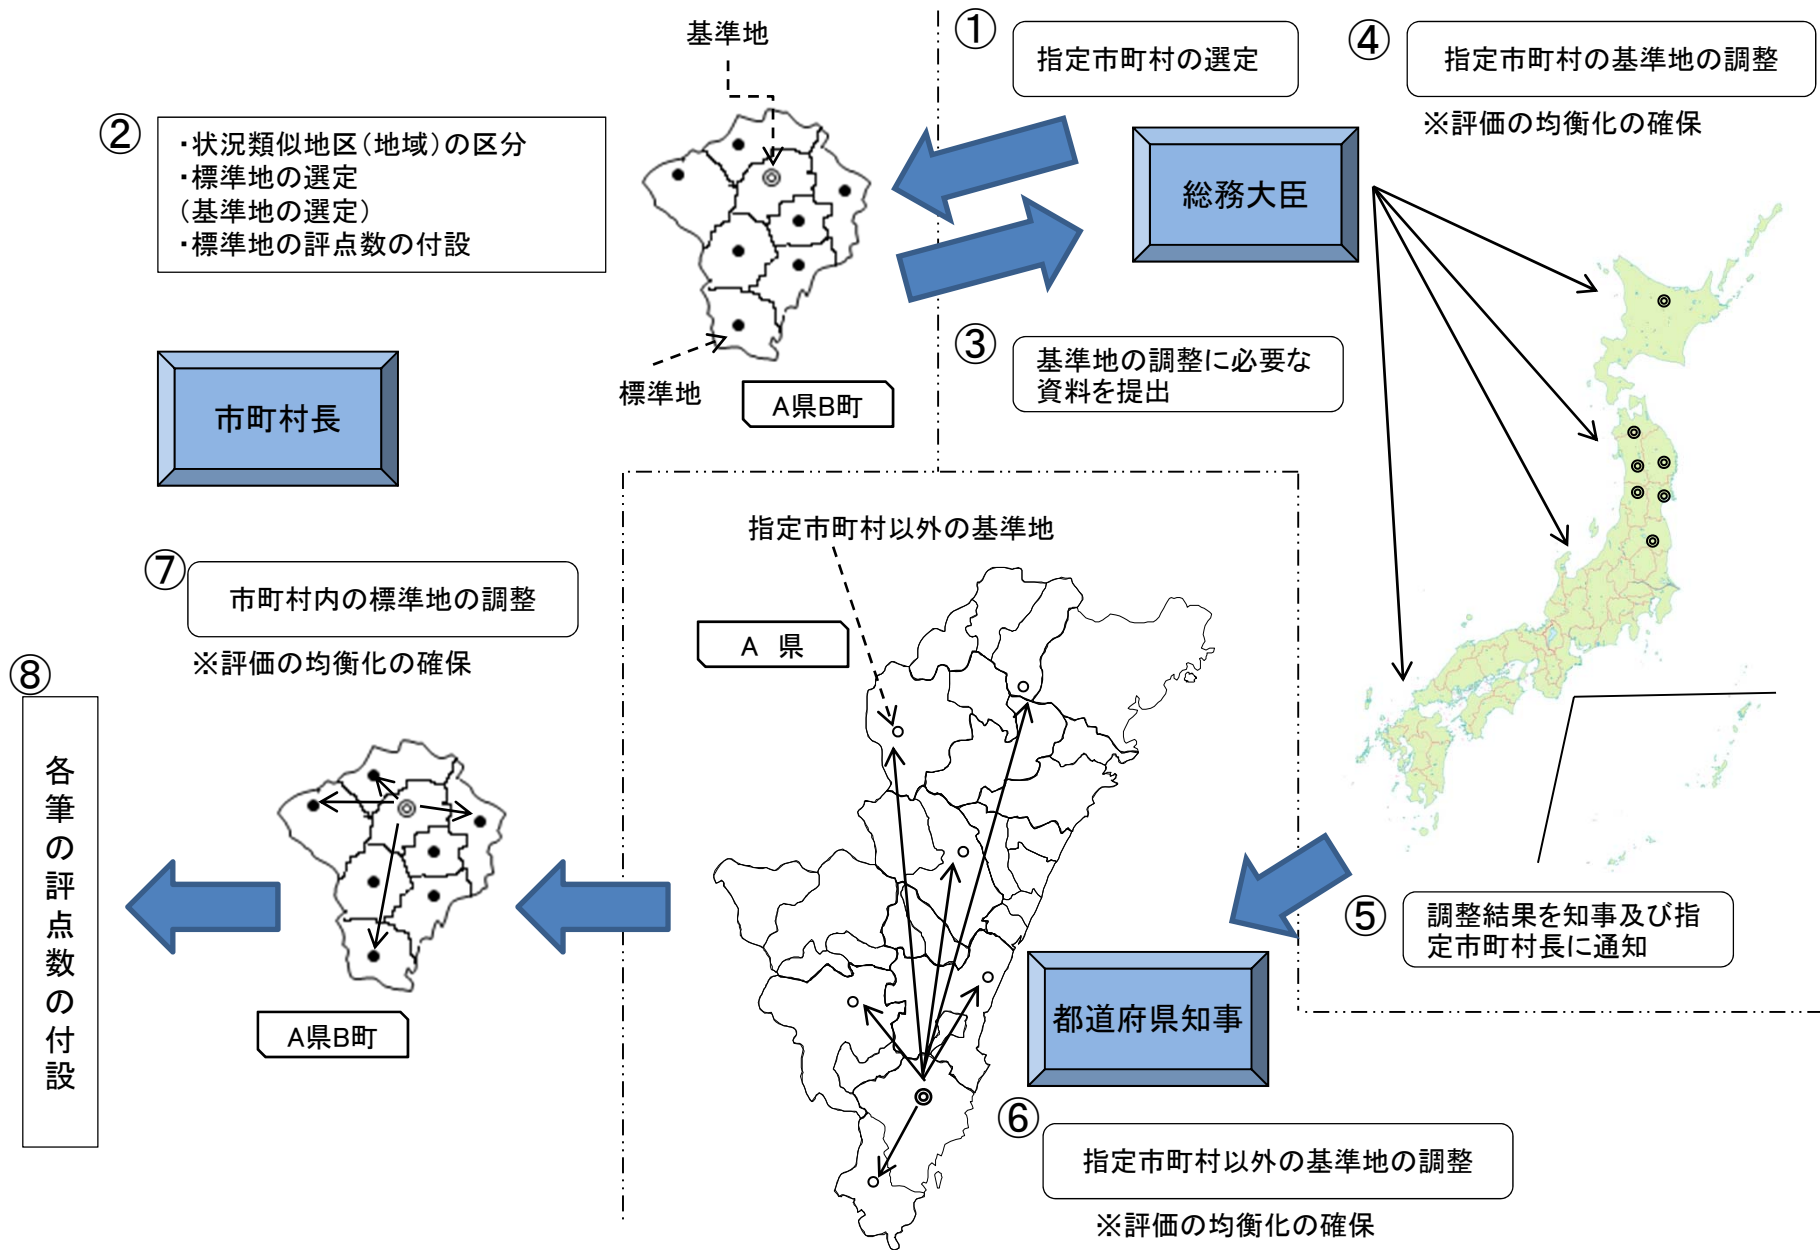 ①
指定市町村の選定
④
指定市町村の基準地の調整
※評価の均衡化の確保
基準地
②
・状況類似地区（地域）の区分
・標準地の選定
（基準地の選定）
・標準地の評点数の付設
総務大臣
③
基準地の調整に必要な
資料を提出
標準地
A県B町
市町村長
指定市町村以外の基準地
⑦
市町村内の標準地の調整
※評価の均衡化の確保
A 県
⑧
各筆の評点数の付設
A県B町
⑤
調整結果を知事及び指
定市町村長に通知
都道府県知事
⑥
指定市町村以外の基準地の調整
※評価の均衡化の確保